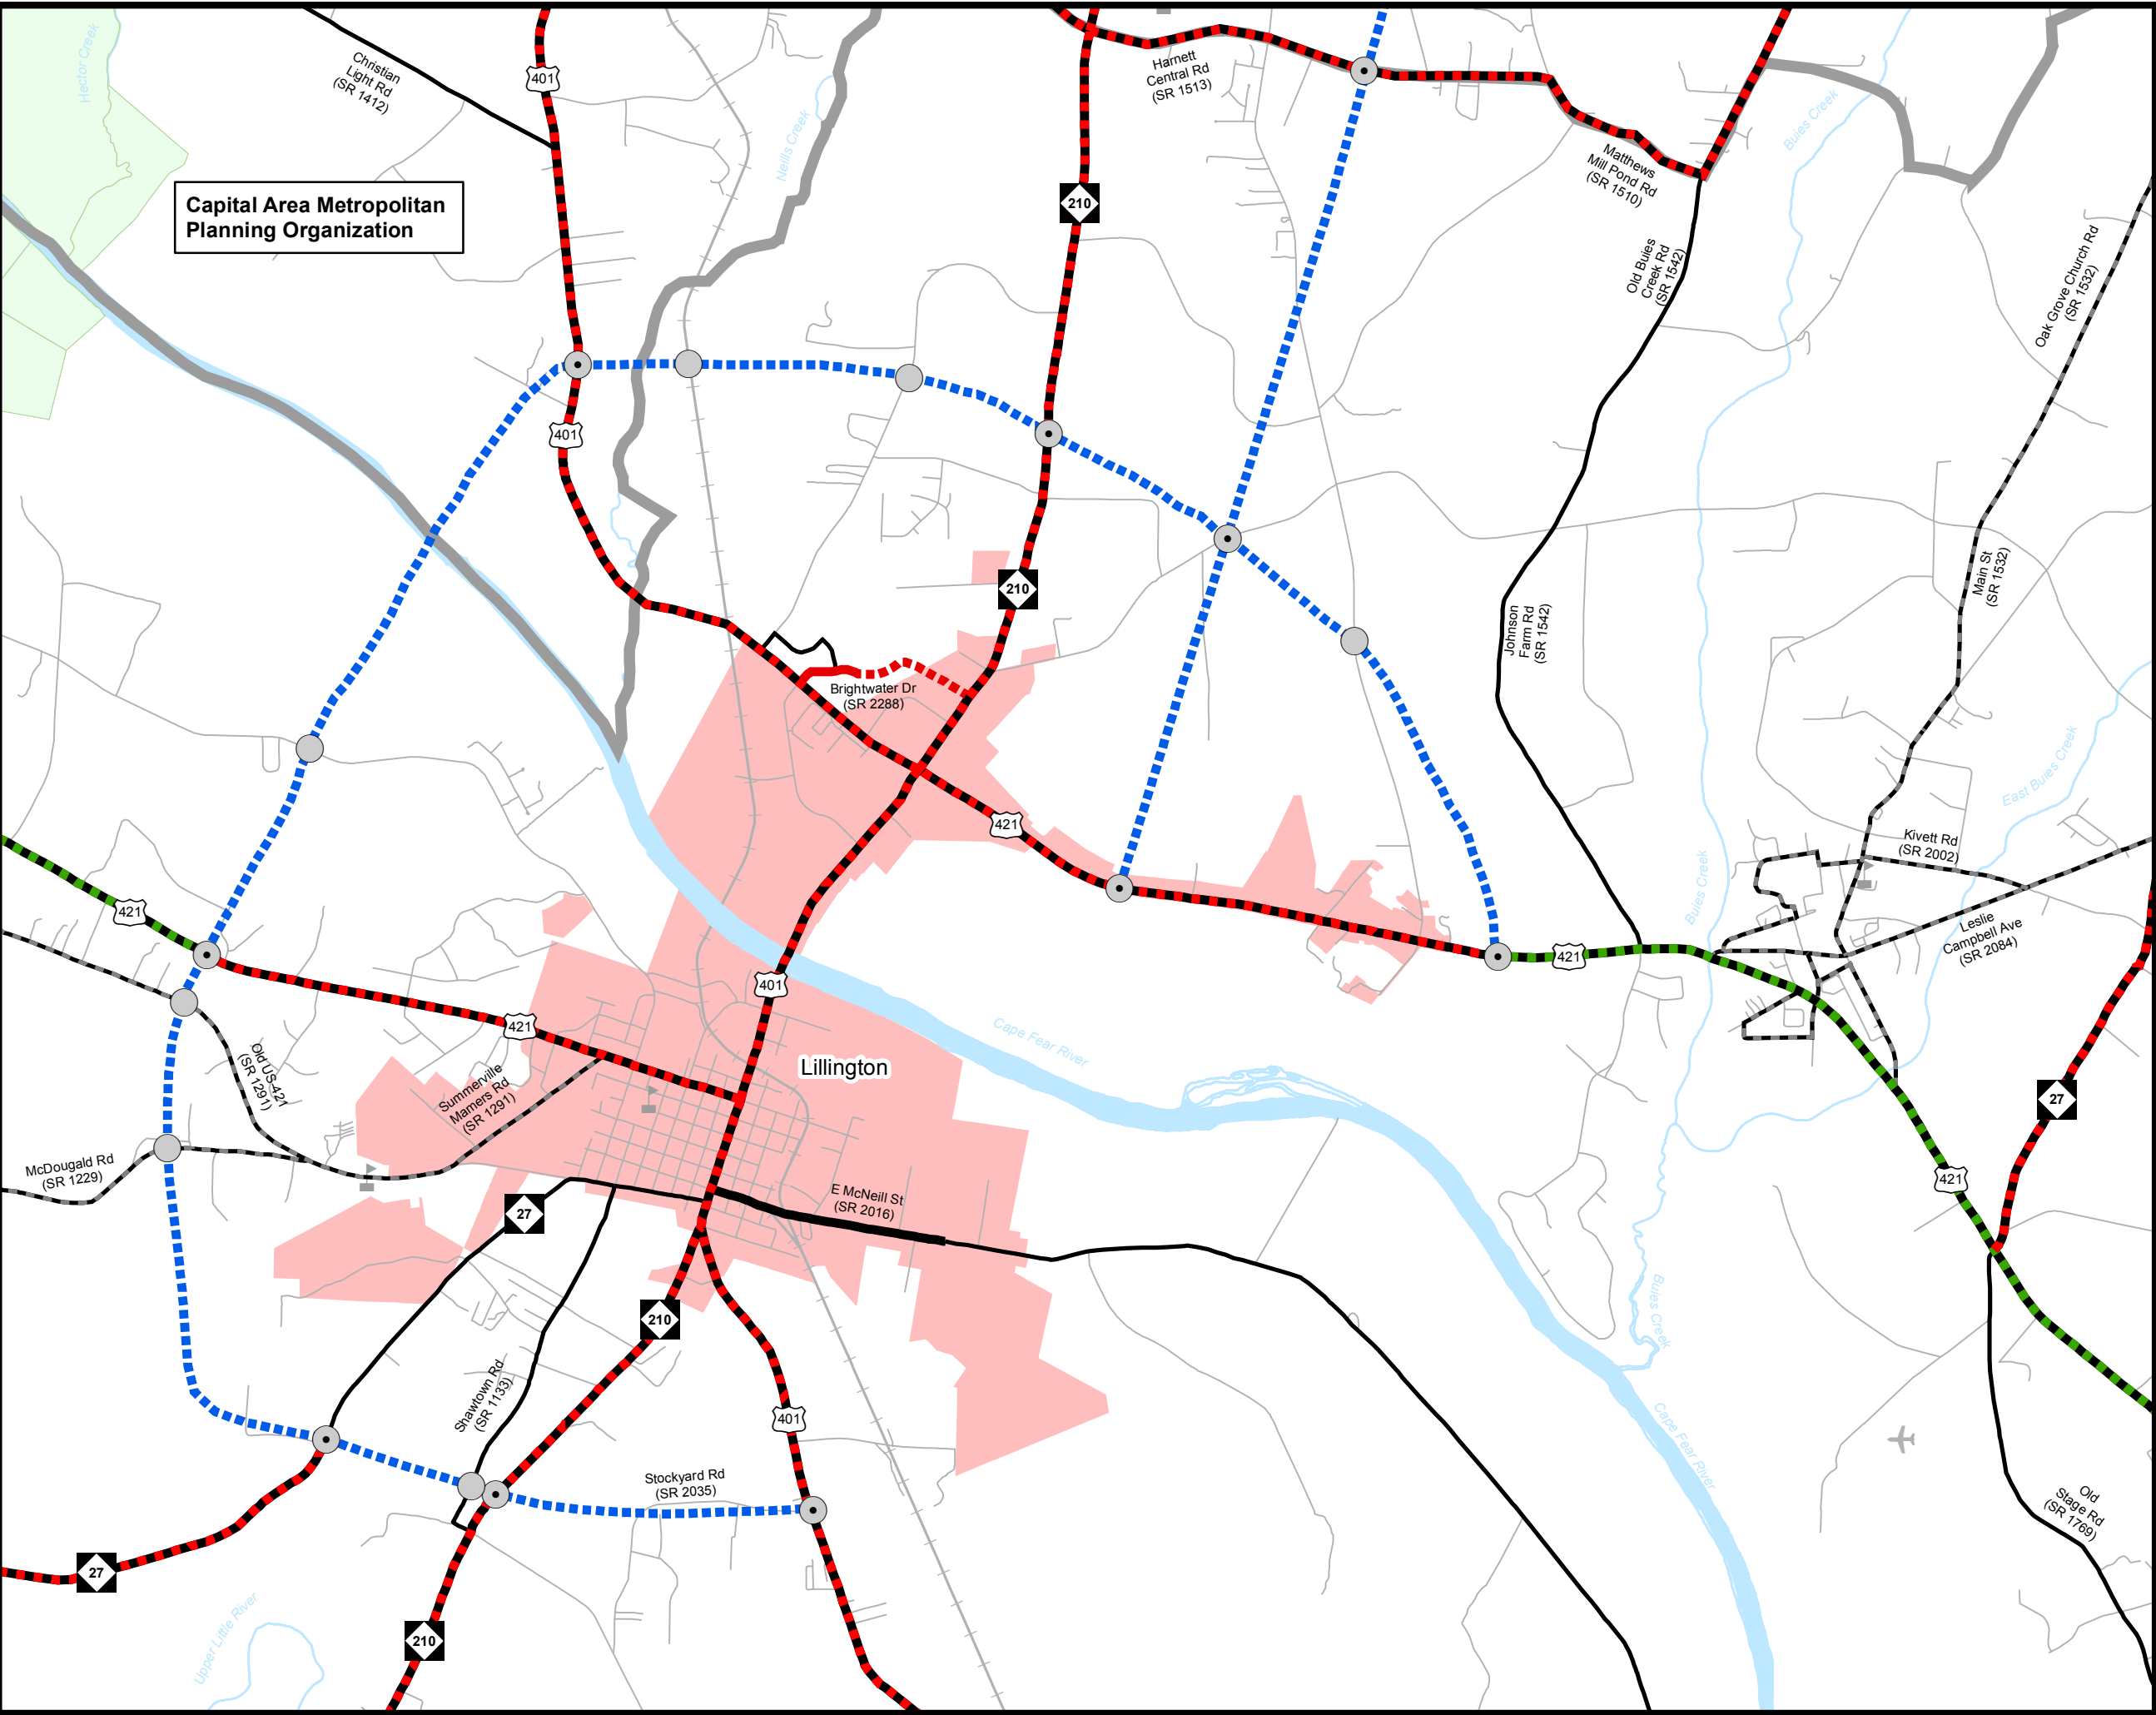 Hector Creek
Christian
Light Rd
(SR 1412)
401
Neills Creek
Harnett
Central Rd
(SR 1513)
Buies Creek
Matthews
Mill Pond Rd
(SR 1510)
Capital Area Metropolitan
Planning Organization
210
Old Buies
Creek Rd
(SR 1542)
Oak Grove Church Rd
(SR 1532)
401
210
Main St
(SR 1532)
Johnson
Farm Rd
(SR 1542)
Brightwater Dr
(SR 2288)
East Buies Creek
421
Kivett Rd
(SR 2002)
Buies Creek
421
Leslie
Campbell Ave
(SR 2084)
421
401
421
Cape Fear River
Old US 421
(SR 1291)
Summerville
Mamers Rd
(SR 1291)
Lillington
27
McDougald Rd
(SR 1229)
421
27
E McNeill St
(SR 2016)
210
Buies Creek
Shawtown Rd
(SR 1133)
401
Cape Fear River
Stockyard Rd
(SR 2035)
Old
Stage Rd
(SR 1769)
27
Upper Little River
210